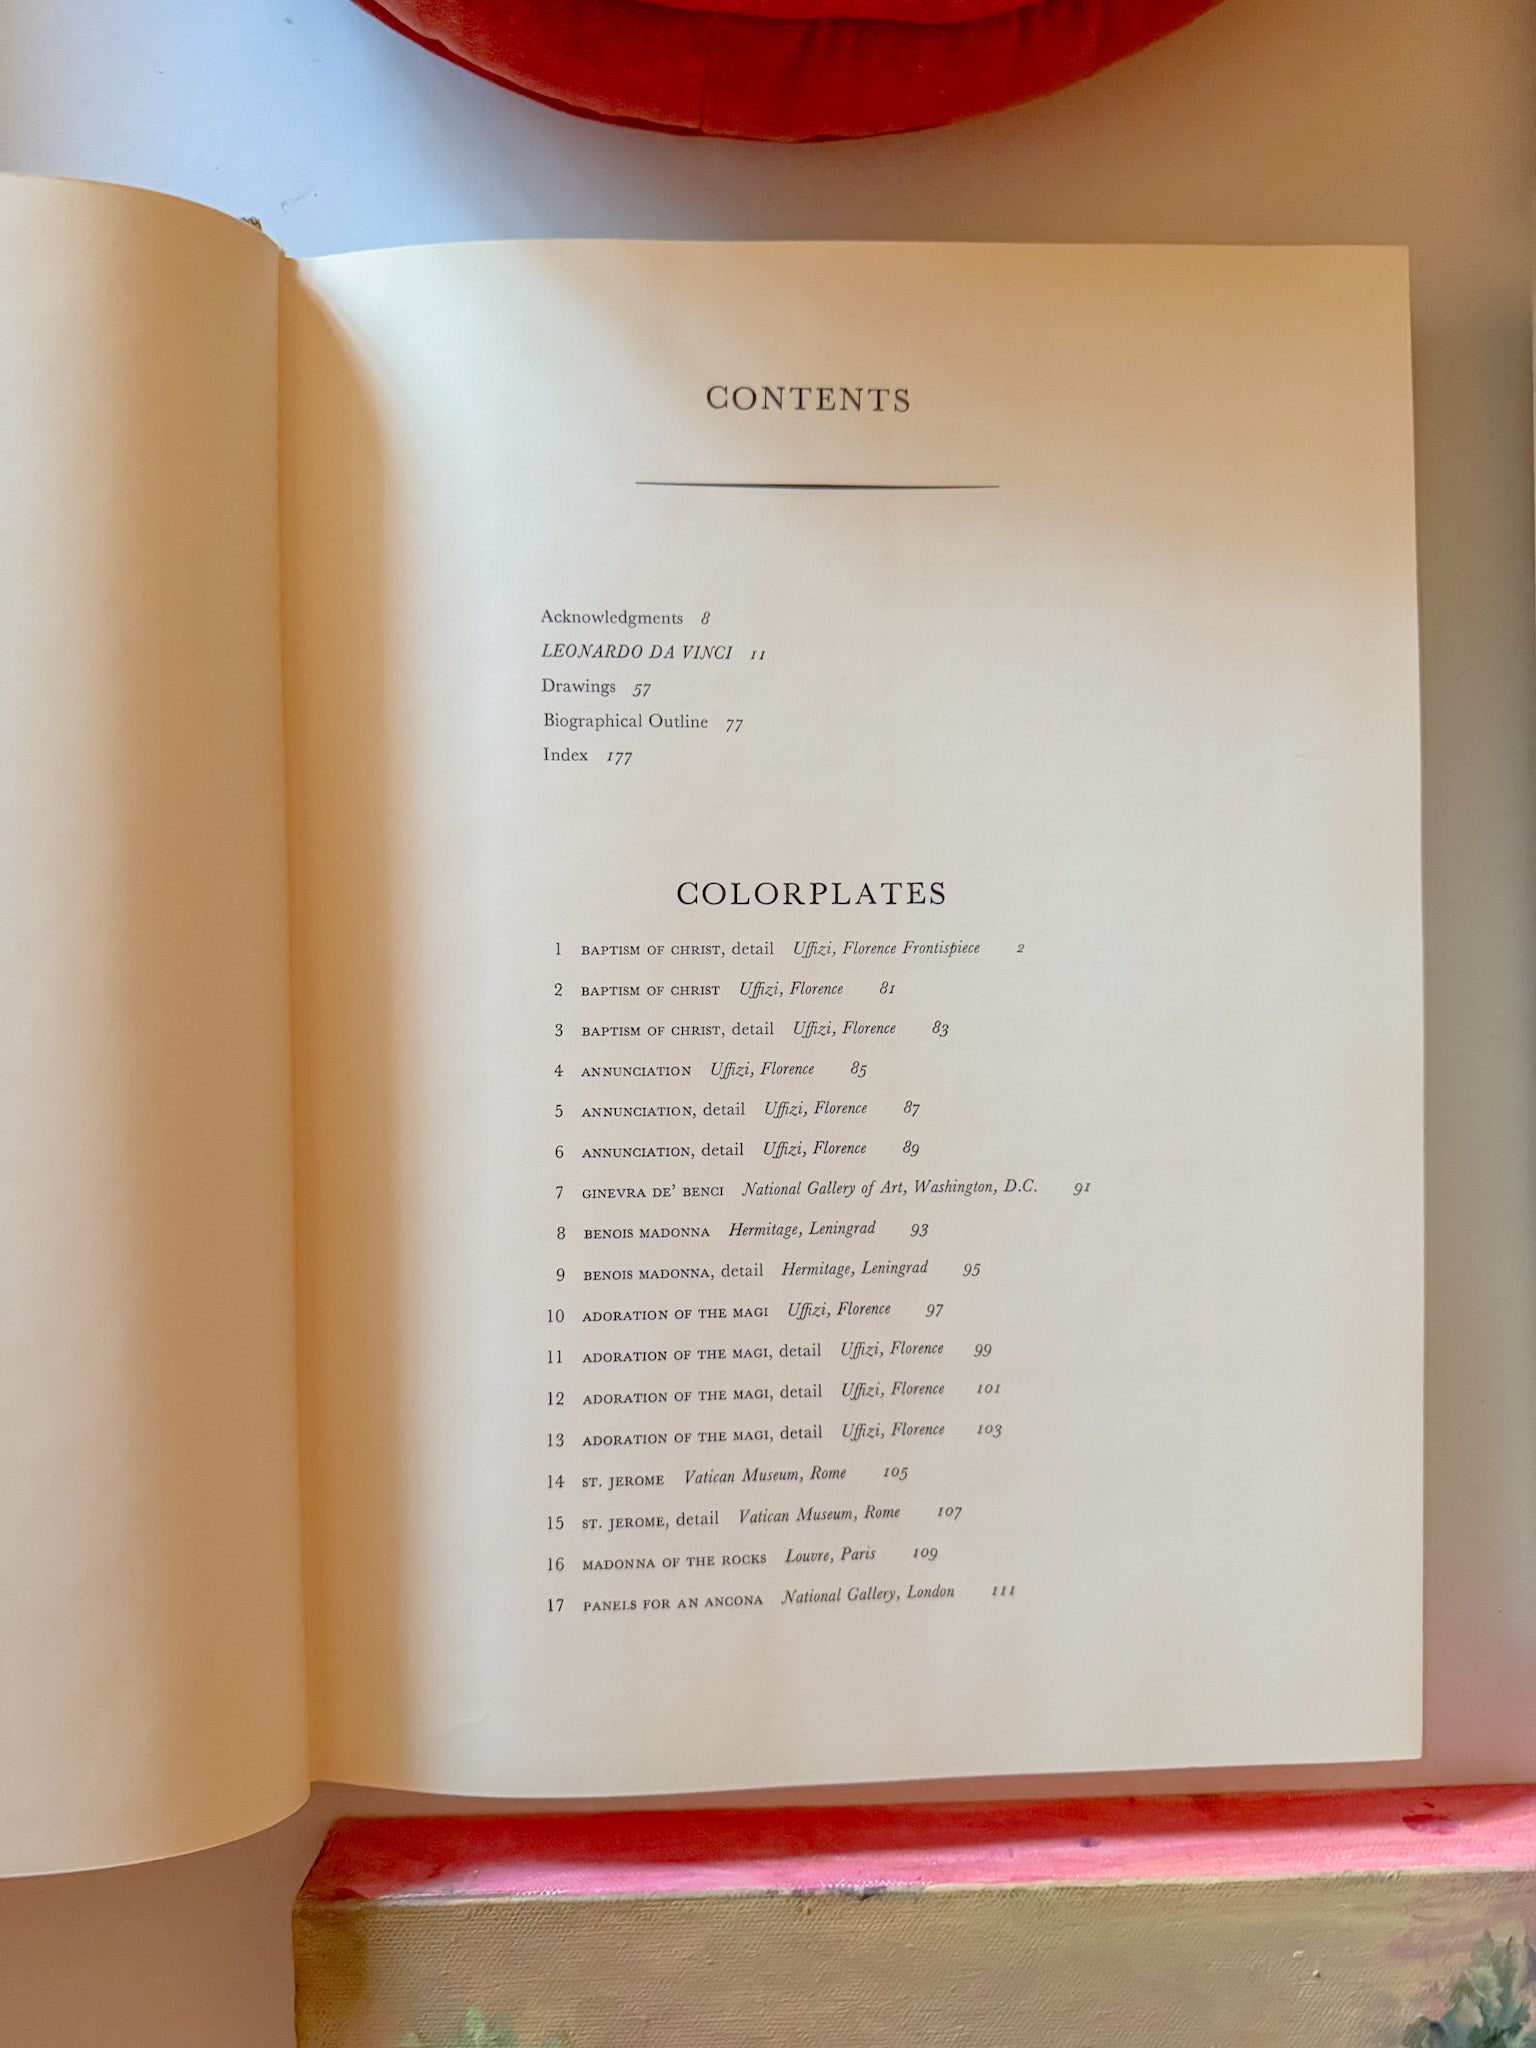 CONTENTS
Acknowledgments 8
LEONARDO DA VINCI 11
Drawings 57
Biographical Outline 77
Index 177
COLORPLATES
1 BAPTISM OF CHRIST, detail Uffizi, Florence Frontispiece 2
2 BAPTISM OF CHRIST Uffizi, Florence 81
3 BAPTISM OF CHRIST, detail Uffizi, Florence 83
4 ANNUNCIATION Uffizi, Florence 85
5 ANNUNCIATION, detail Uffizi, Florence 87
6 ANNUNCIATION, detail Uffizi, Florence 89
7 GINEVRA DE’ BENCI National Gallery of Art, Washington, D.C. 91
8 BENOIS MADONNA Hermitage, Leningrad 93
9 BENOIS MADONNA, detail Hermitage, Leningrad 95
10 ADORATION OF THE MAGI Uffizi, Florence 97
11 ADORATION OF THE MAGI, detail Uffizi, Florence 99
12 ADORATION OF THE MAGI, detail Uffizi, Florence 101
13 ADORATION OF THE MAGI, detail Uffizi, Florence 103
14 ST. JEROME Vatican Museum, Rome 105
15 ST. JEROME, detail Vatican Museum, Rome 107
16 MADONNA OF THE ROCKS Louvre, Paris 109
17 PANELS FOR AN ANCONA National Gallery, London 111